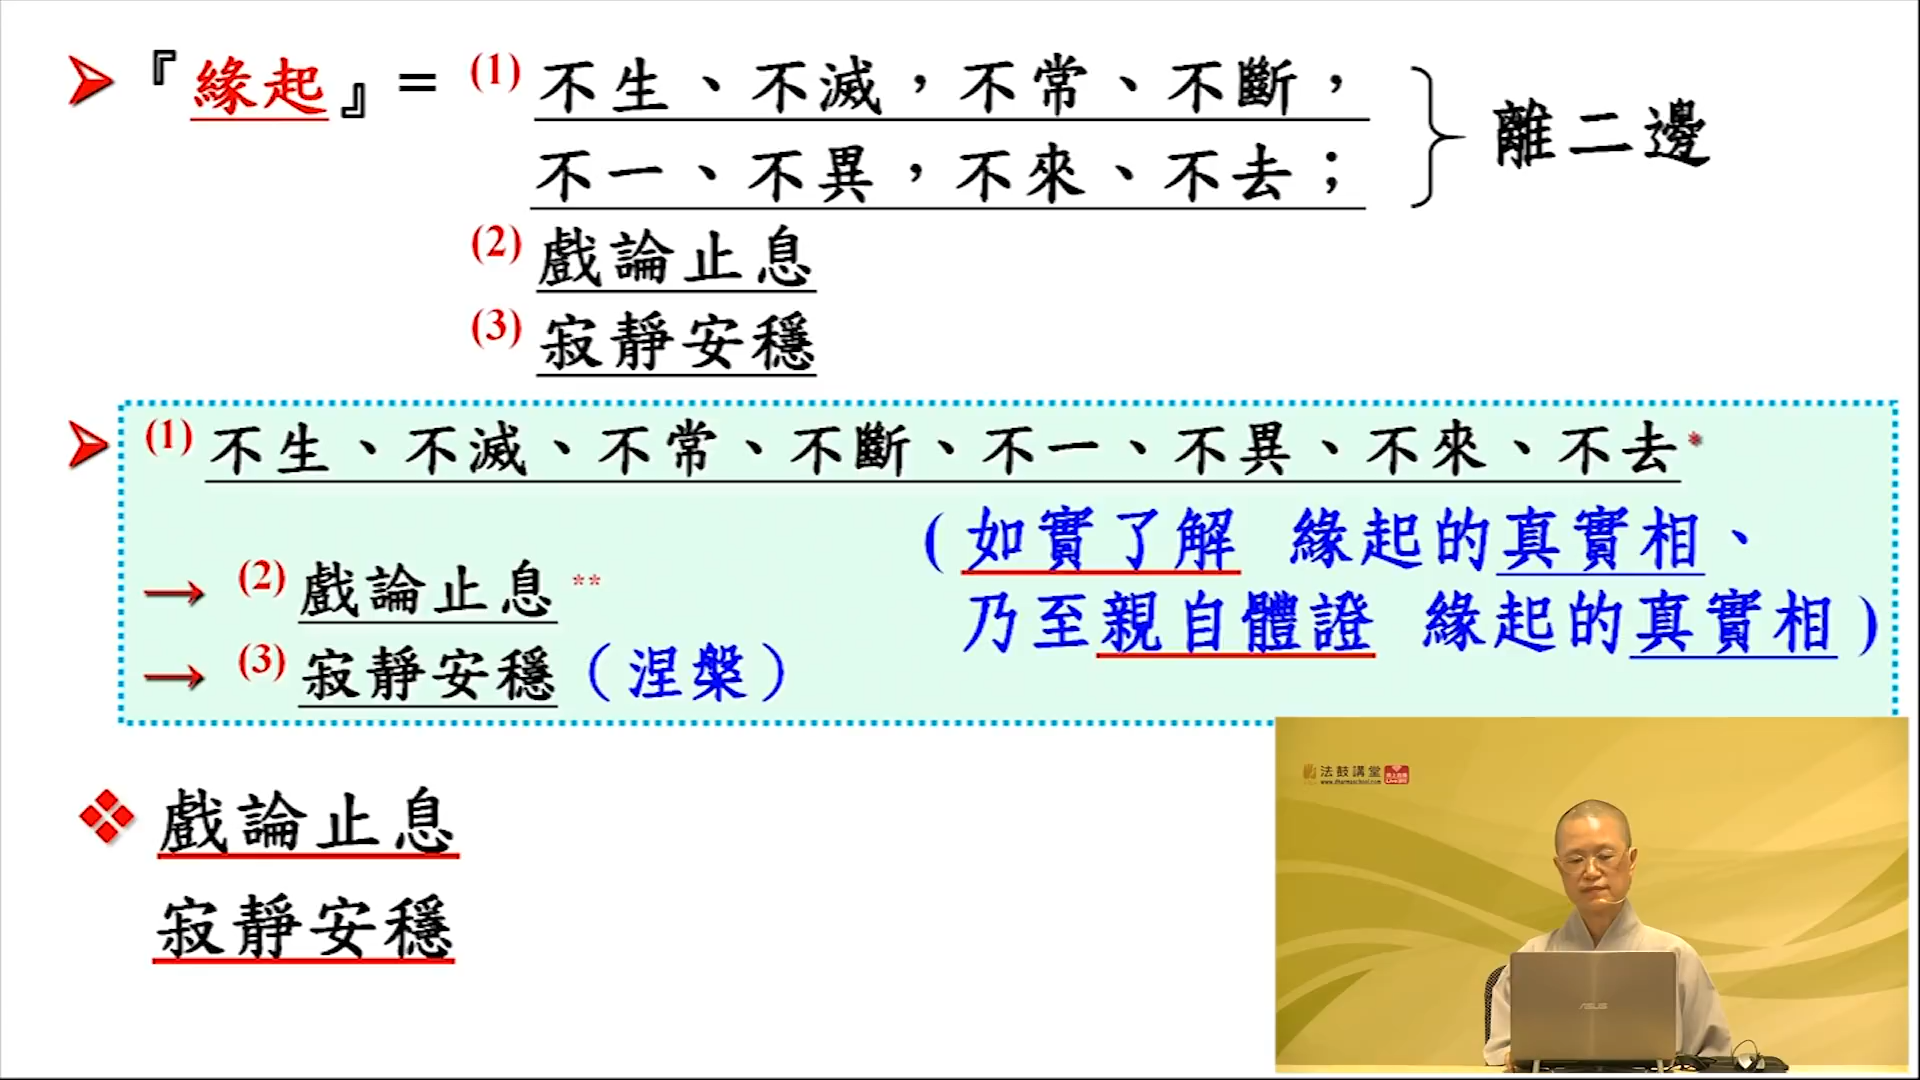 『緣起』= (1) 不生、不滅，不常、不斷，
不一、不異，不來、不去；
離二邊
(2) 戲論止息
(3) 寂靜安穩
(1) 不生、不滅、不常、不斷、不一、不異、不來、不去*
(如實了解 緣起的真實相、
乃至親自體證 緣起的真實相)
→ (2) 戲論止息**
→ (3) 寂靜安穩（涅槃）
戲論止息
寂靜安穩
法鼓講堂
www.dharmaschool.com
ASUS